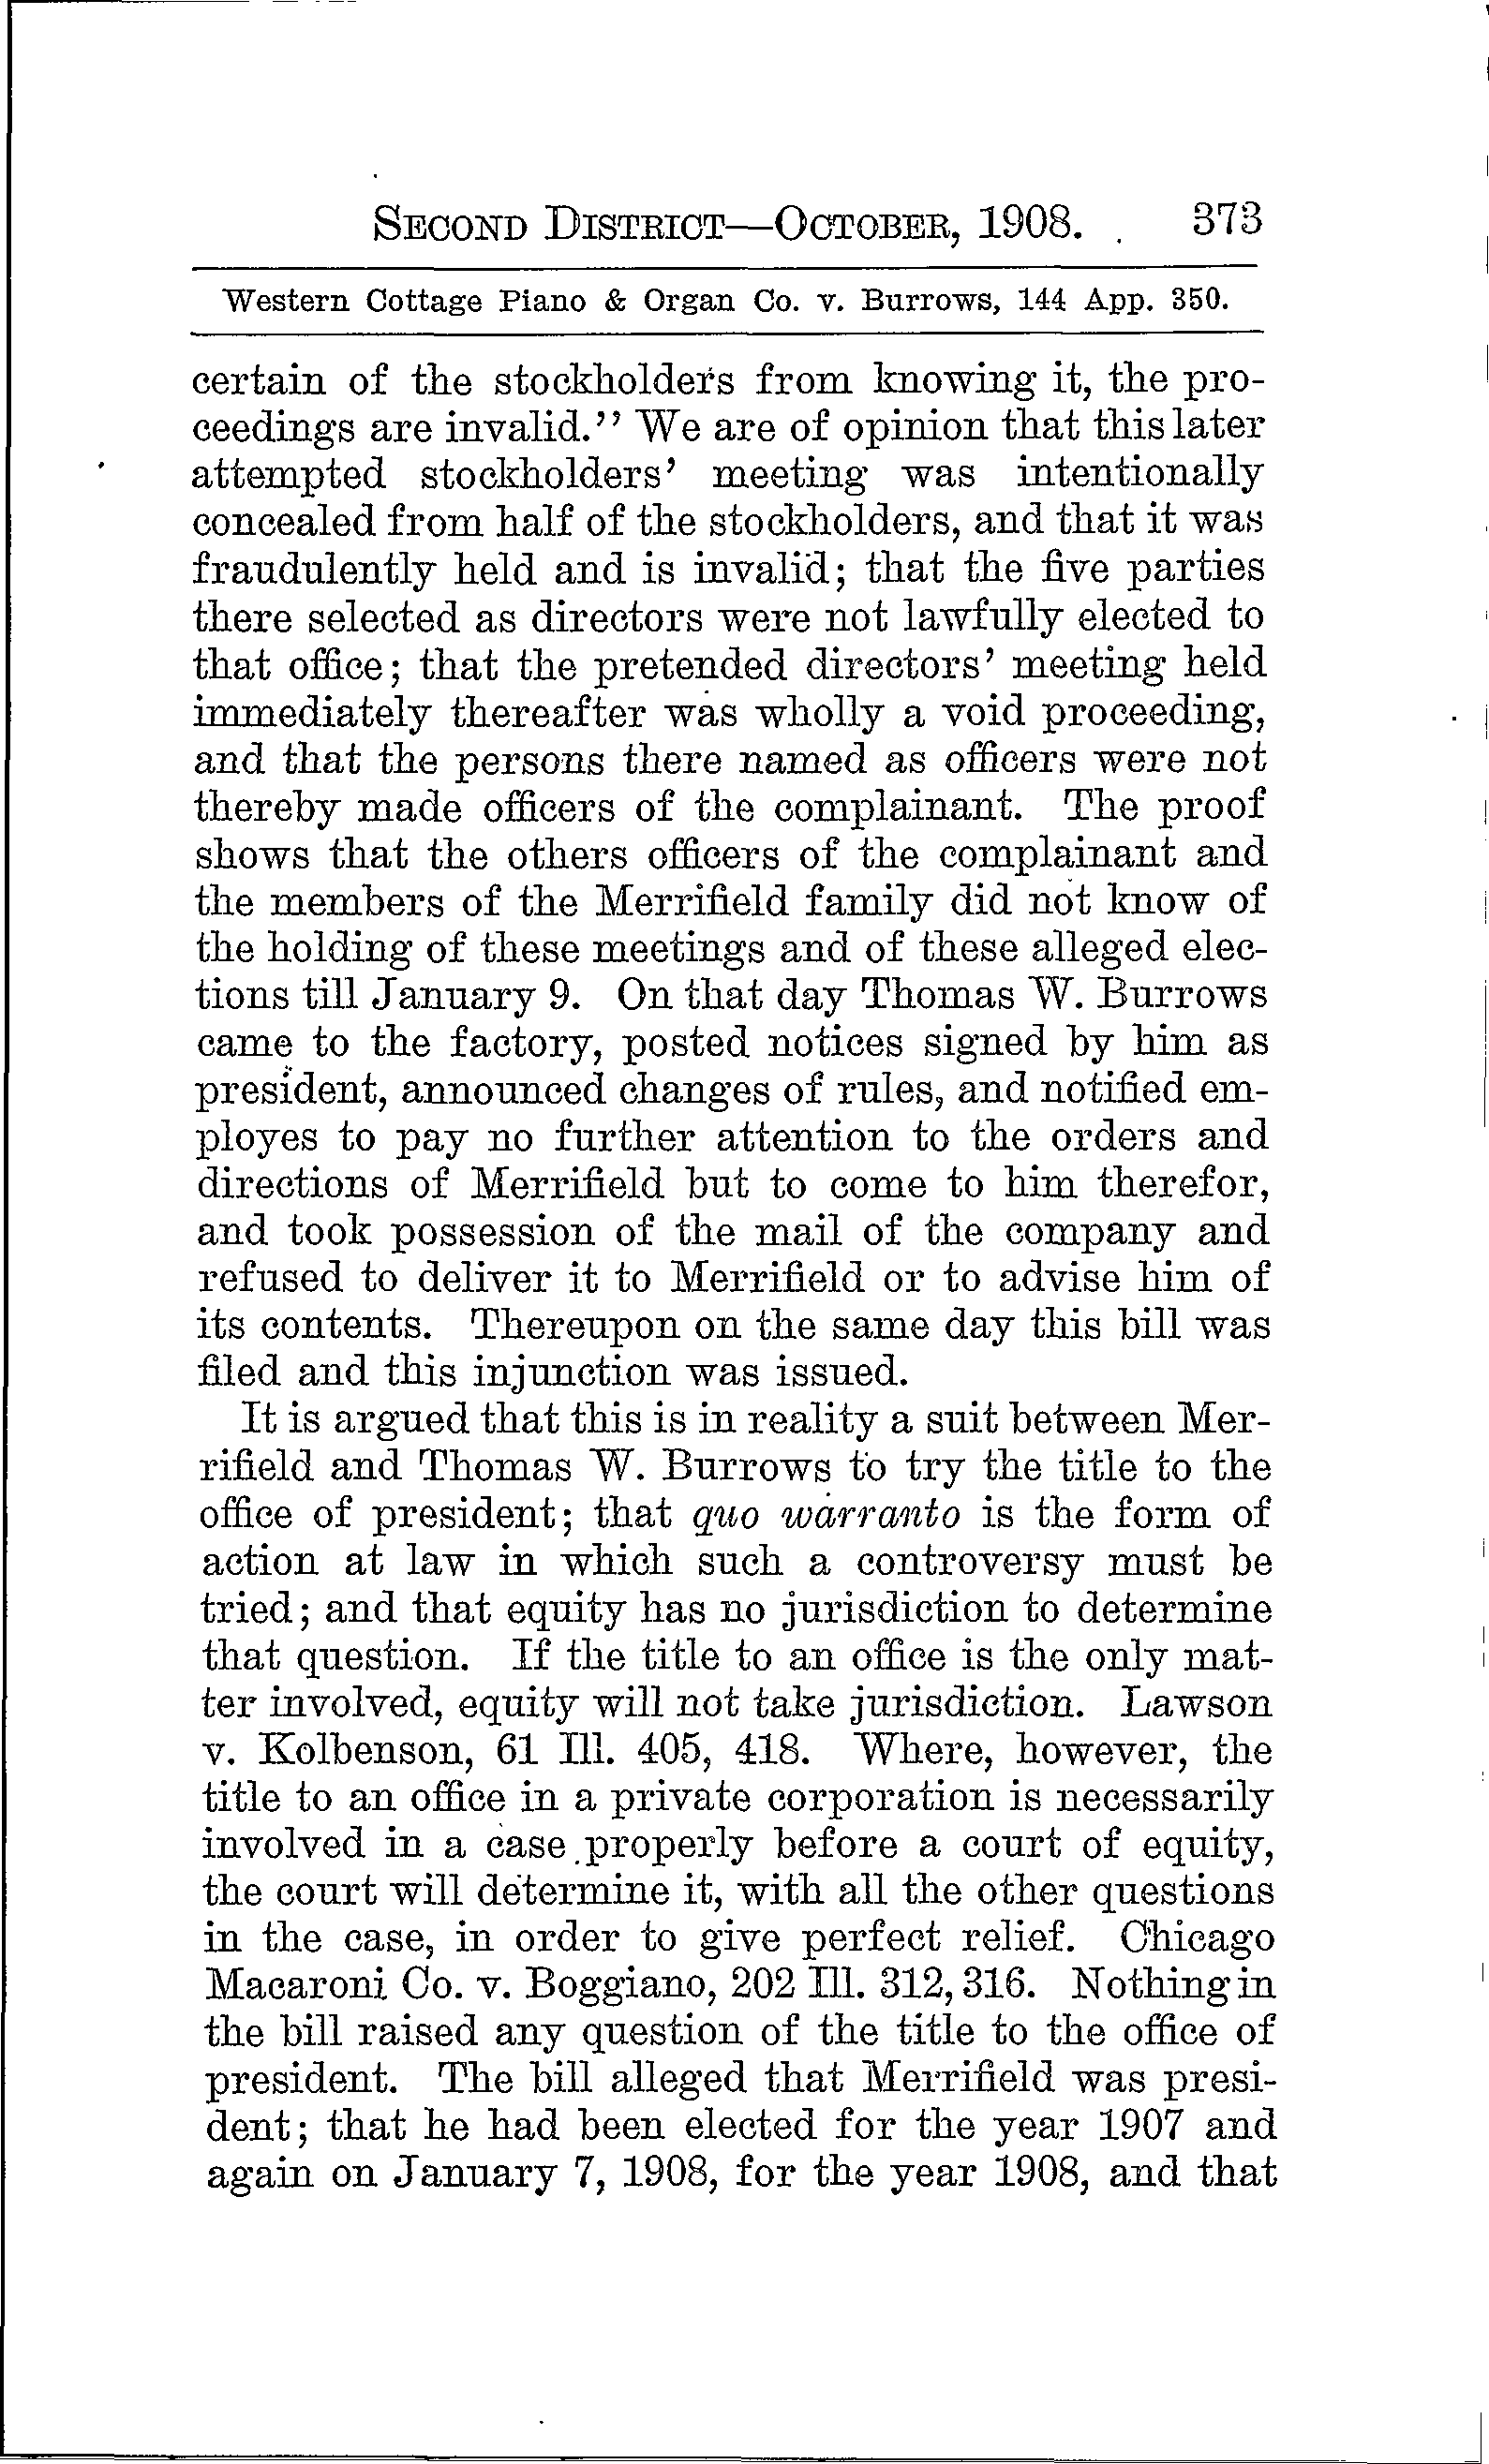 SECOND DISTRICT—OCTOBER, 1908. 373
Western Cottage Piano & Organ Co. v. Burrows, 144 App. 350.
certain of the stockholders from knowing it, the pro-
ceedings are invalid.'' We are of opinion that this later
attempted stockholders' meeting was intentionally
concealed from half of the stockholders, and that it was
fraudulently held and is invalid; that the five parties
there selected as directors were not lawfully elected to
that office; that the pretended directors' meeting held
immediately thereafter was wholly a void proceeding,
and that the persons there named as officers were not
thereby made officers of the complainant. The proof
shows that the others officers of the complainant and
the members of the Merrifield family did not know of
the holding of these meetings and of these alleged elec-
tions till January 9. On that day Thomas W. Burrows
came to the factory, posted notices signed by him as
president, announced changes of rules, and notified em-
ployes to pay no further attention to the orders and
directions of Merrifield but to come to him therefor,
and took possession of the mail of the company and
refused to deliver it to Merrifield or to advise him of
its contents. Thereupon on the same day this bill was
filed and this injunction was issued.
It is argued that this is in reality a suit between Mer-
rifield and Thomas W. Burrows to try the title to the
office of president; that quo warranto is the form of
action at law in which such a controversy must be
tried; and that equity has no jurisdiction to determine
that question. If the title to an office is the only mat-
ter involved, equity will not take jurisdiction. Lawson
v. Kolbenson, 61 Ill. 405, 418. Where, however, the
title to an office in a private corporation is necessarily
involved in a case properly before a court of equity,
the court will determine it, with all the other questions
in the case, in order to give perfect relief. Chicago
Macaroni Co. v. Boggiano, 202 Ill. 312, 316. Nothing in
the bill raised any question of the title to the office of
president. The bill alleged that Merrifield was presi-
dent; that he had been elected for the year 1907 and
again on January 7, 1908, for the year 1908, and that